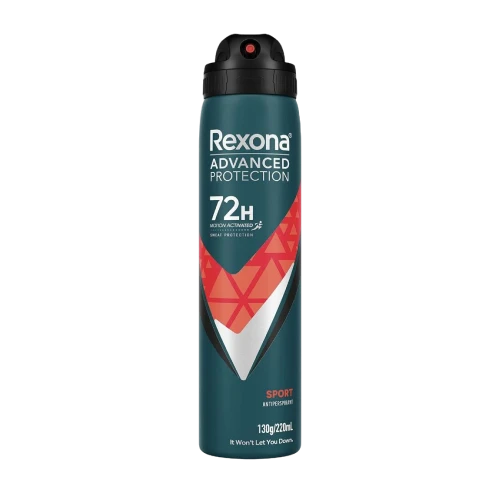 Rexona®
ADVANCED
PROTECTION
72H
MOTION ACTIVATED
SWEAT PROTECTION
SPORT
ANTIPERSPIRANT
130g/220mL
It Won't Let You Down.